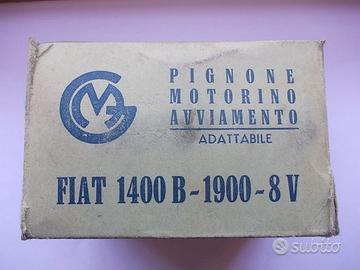 PIGNONE
MOTORINO
AVVIAMENTO
ADATTABILE
FIAT 1400 B - 1900 - 8 V
subito